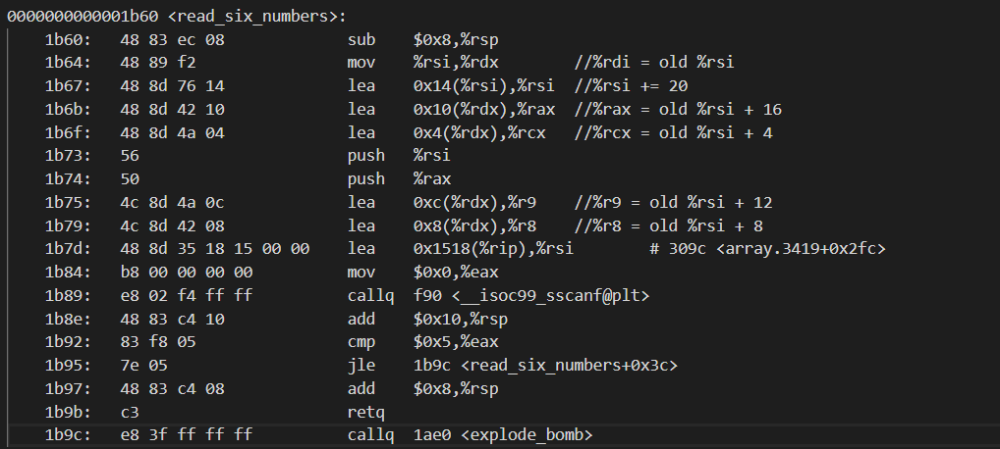 0000000000001b60 <read_six_numbers>:
1b60: 48 83 ec 08 sub $0x8,%rsp
1b64: 48 89 f2 mov %rsi,%rdx //%rdi = old %rsi
1b67: 48 8d 76 14 lea 0x14(%rsi),%rsi //%rsi += 20
1b6b: 48 8d 42 10 lea 0x10(%rdx),%rax //%rax = old %rsi + 16
1b6f: 48 8d 4a 04 lea 0x4(%rdx),%rcx //%rcx = old %rsi + 4
1b73: 56 push %rsi
1b74: 50 push %rax
1b75: 4c 8d 4a 0c lea 0xc(%rdx),%r9 //%r9 = old %rsi + 12
1b79: 4c 8d 42 08 lea 0x8(%rdx),%r8 //%r8 = old %rsi + 8
1b7d: 48 8d 35 18 15 00 00 lea 0x1518(%rip),%rsi # 309c <array.3419+0x2fc>
1b84: b8 00 00 00 00 mov $0x0,%eax
1b89: e8 02 f4 ff ff callq f90 <__isoc99_sscanf@plt>
1b8e: 48 83 c4 10 add $0x10,%rsp
1b92: 83 f8 05 cmp $0x5,%eax
1b95: 7e 05 jle 1b9c <read_six_numbers+0x3c>
1b97: 48 83 c4 08 add $0x8,%rsp
1b9b: c3 retq
1b9c: e8 3f ff ff ff callq 1ae0 <explode_bomb>